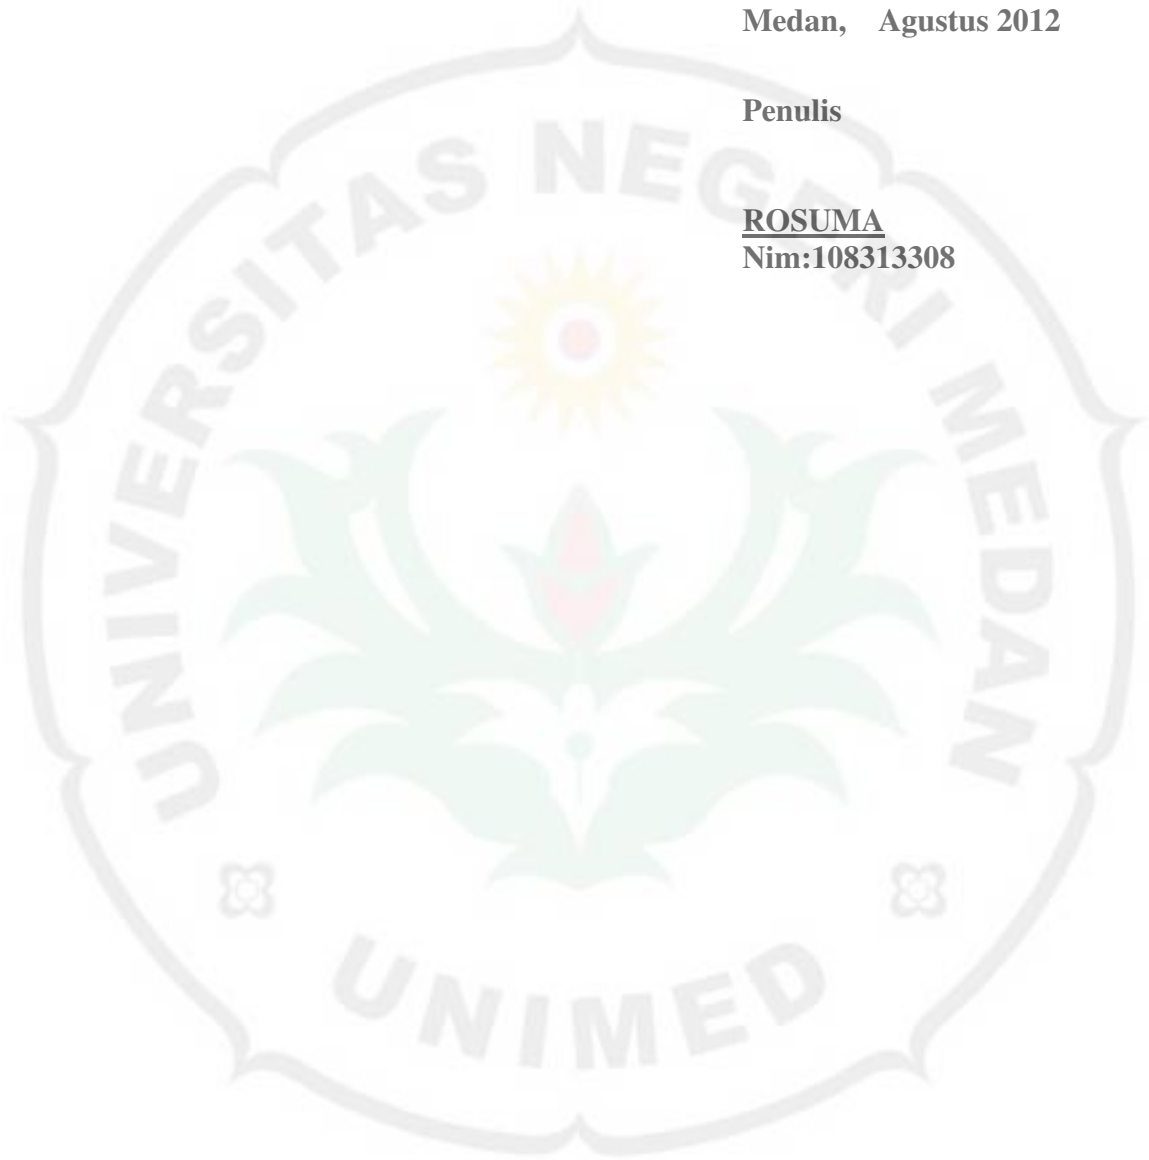 Medan, Agustus 2012
Penulis
ROSUMA
Nim:108313308
UNIVERSITAS NEGERI MEDAN
UNIMED